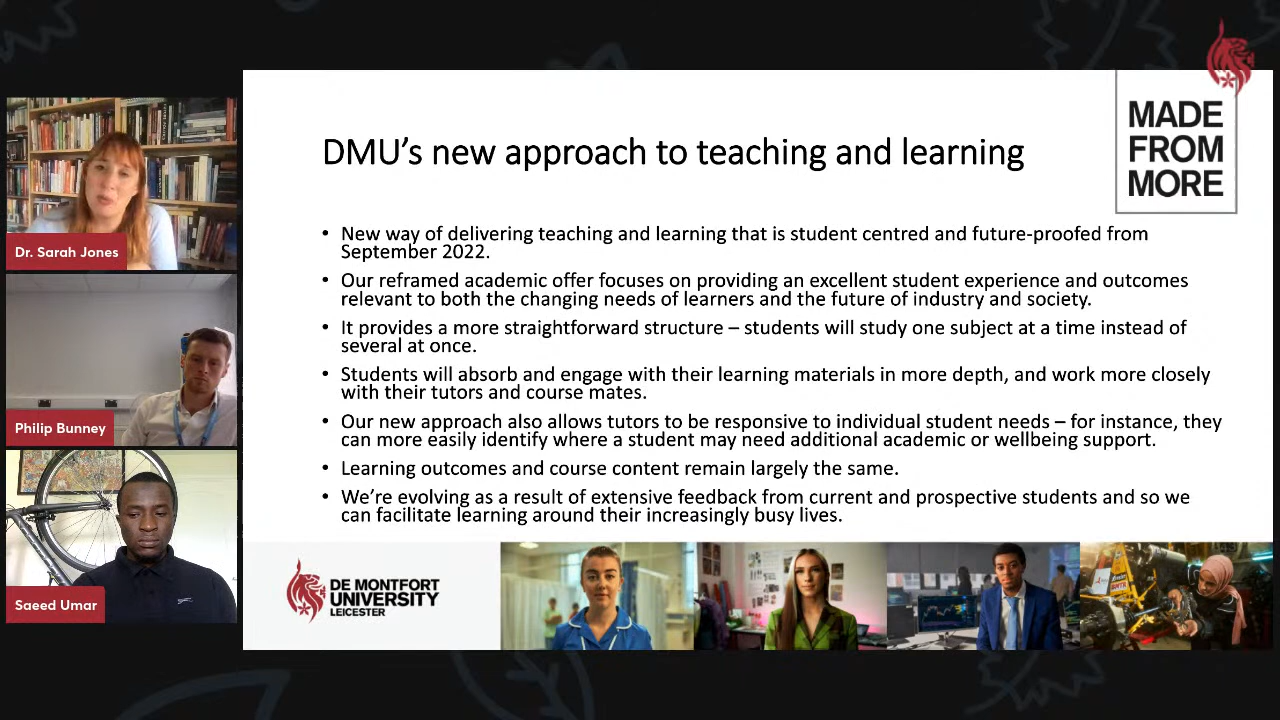 MADE
FROM
MORE
DMU's new approach to teaching and learning
• New way of delivering teaching and learning that is student centred and future-proofed from
September 2022.
• Our reframed academic offer focuses on providing an excellent student experience and outcomes
relevant to both the changing needs of learners and the future of industry and society.
• It provides a more straightforward structure – students will study one subject at a time instead of
several at once.
• Students will absorb and engage with their learning materials in more depth, and work more closely
with their tutors and course mates.
• Our new approach also allows tutors to be responsive to individual student needs – for instance, they
can more easily identify where a student may need additional academic or wellbeing support.
• Learning outcomes and course content remain largely the same.
• We're evolving as a result of extensive feedback from current and prospective students and so we
can facilitate learning around their increasingly busy lives.
DE MONTFORT
UNIVERSITY
LEICESTER
Dr. Sarah Jones
Philip Bunney
Saeed Umar